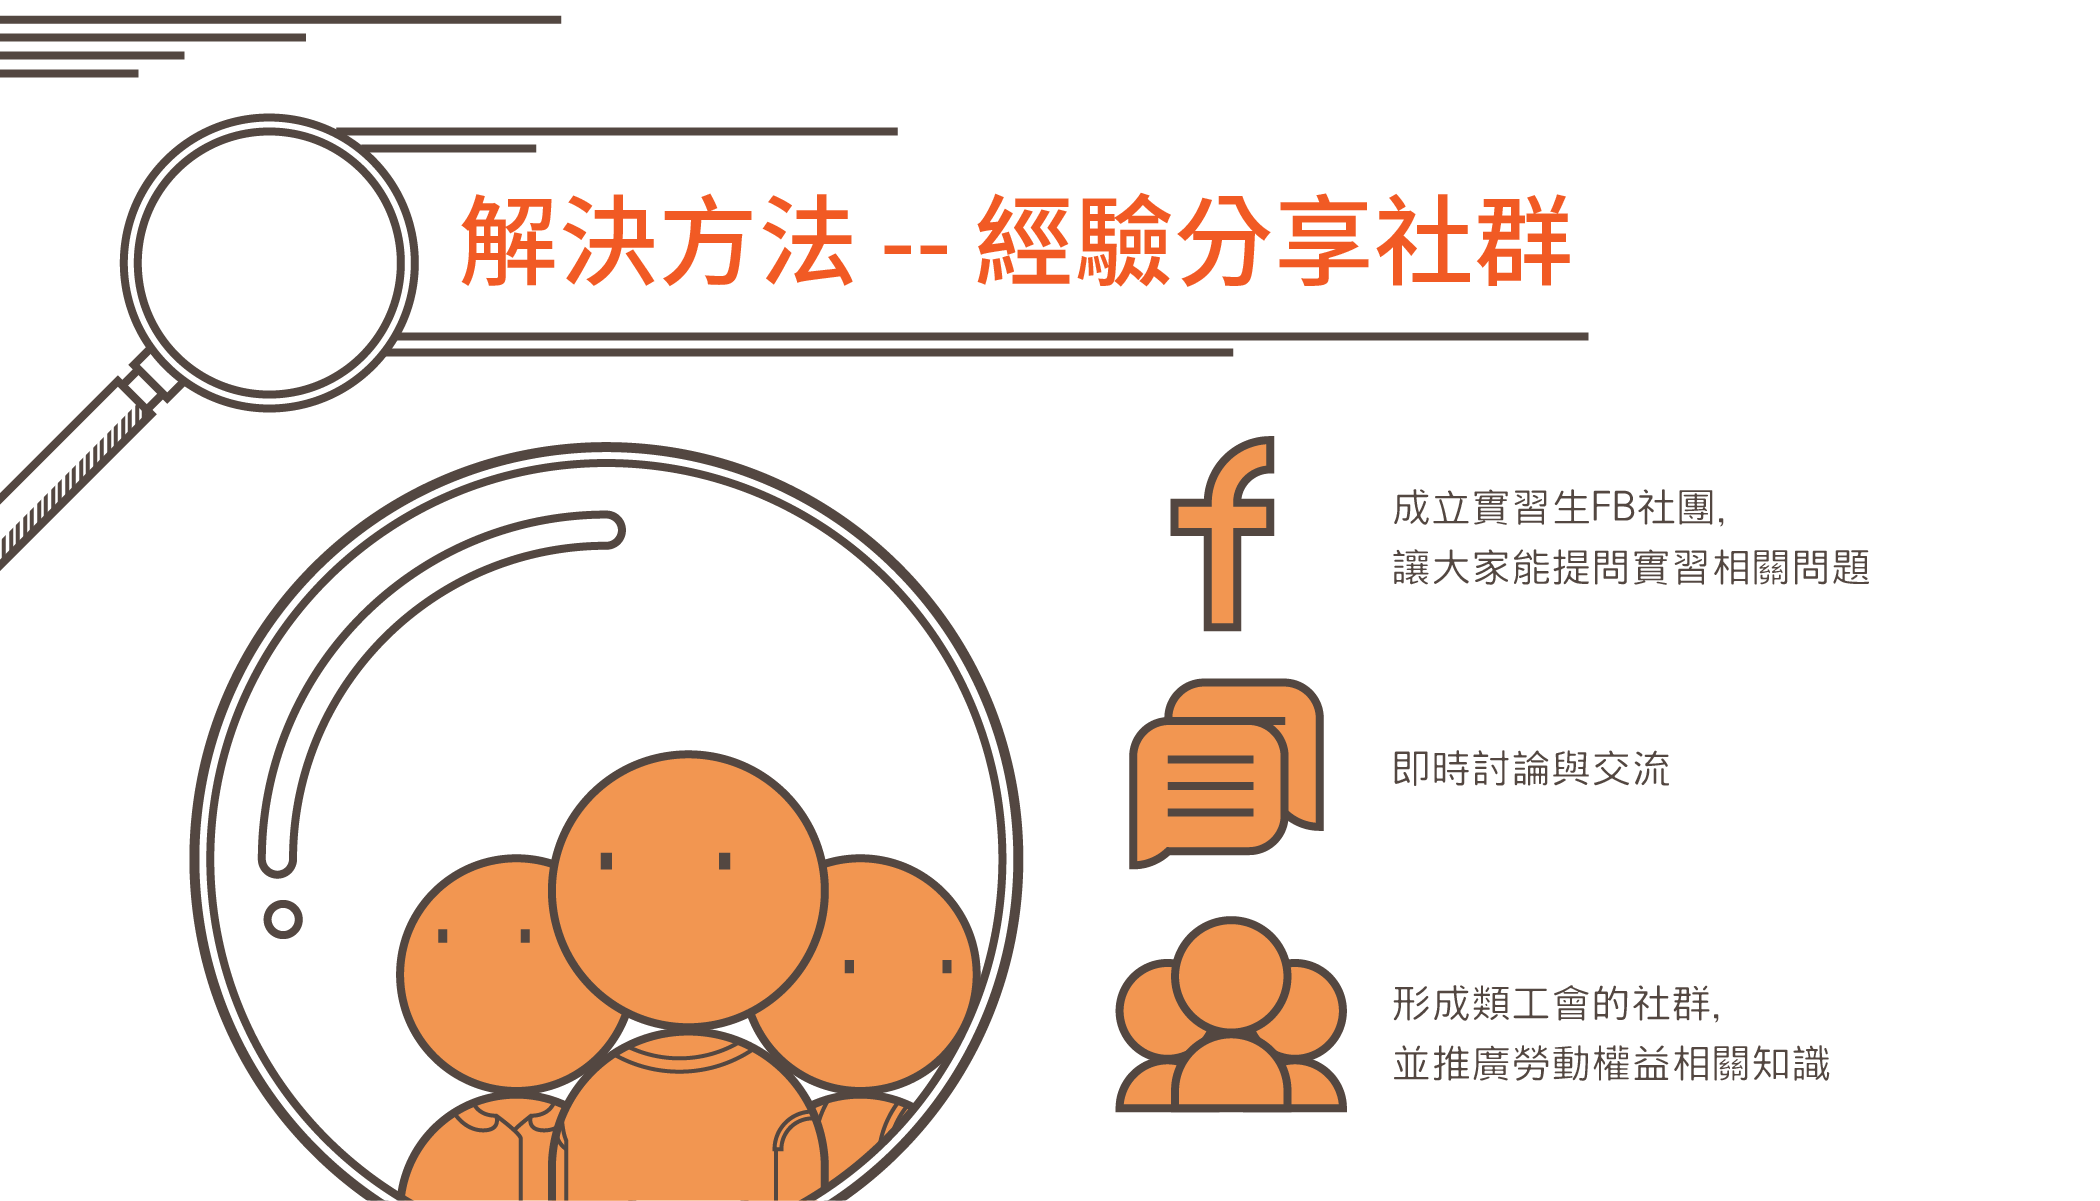 解決方法 -- 經驗分享社群
成立實習生FB社團,
讓大家能提問實習相關問題
即時討論與交流
形成類工會的社群,
並推廣勞動權益相關知識